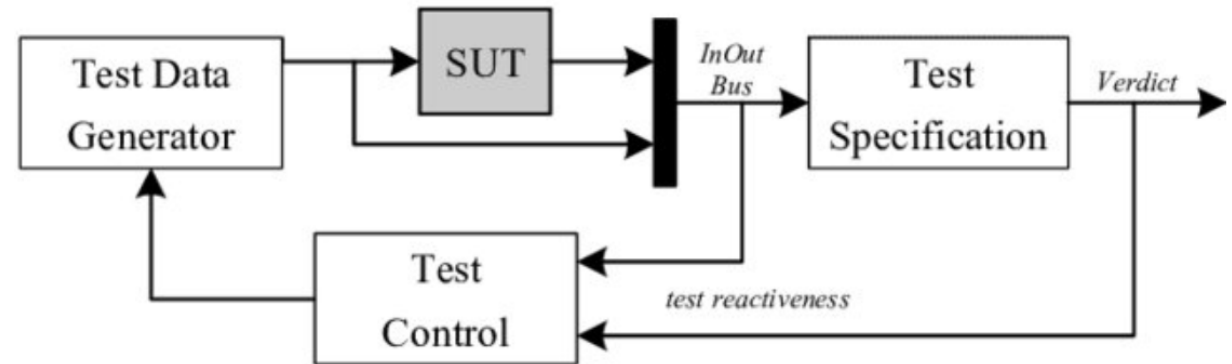 Test Data
Generator
SUT
InOut
Bus
Test
Specification
Verdict
Test
Control
test reactiveness